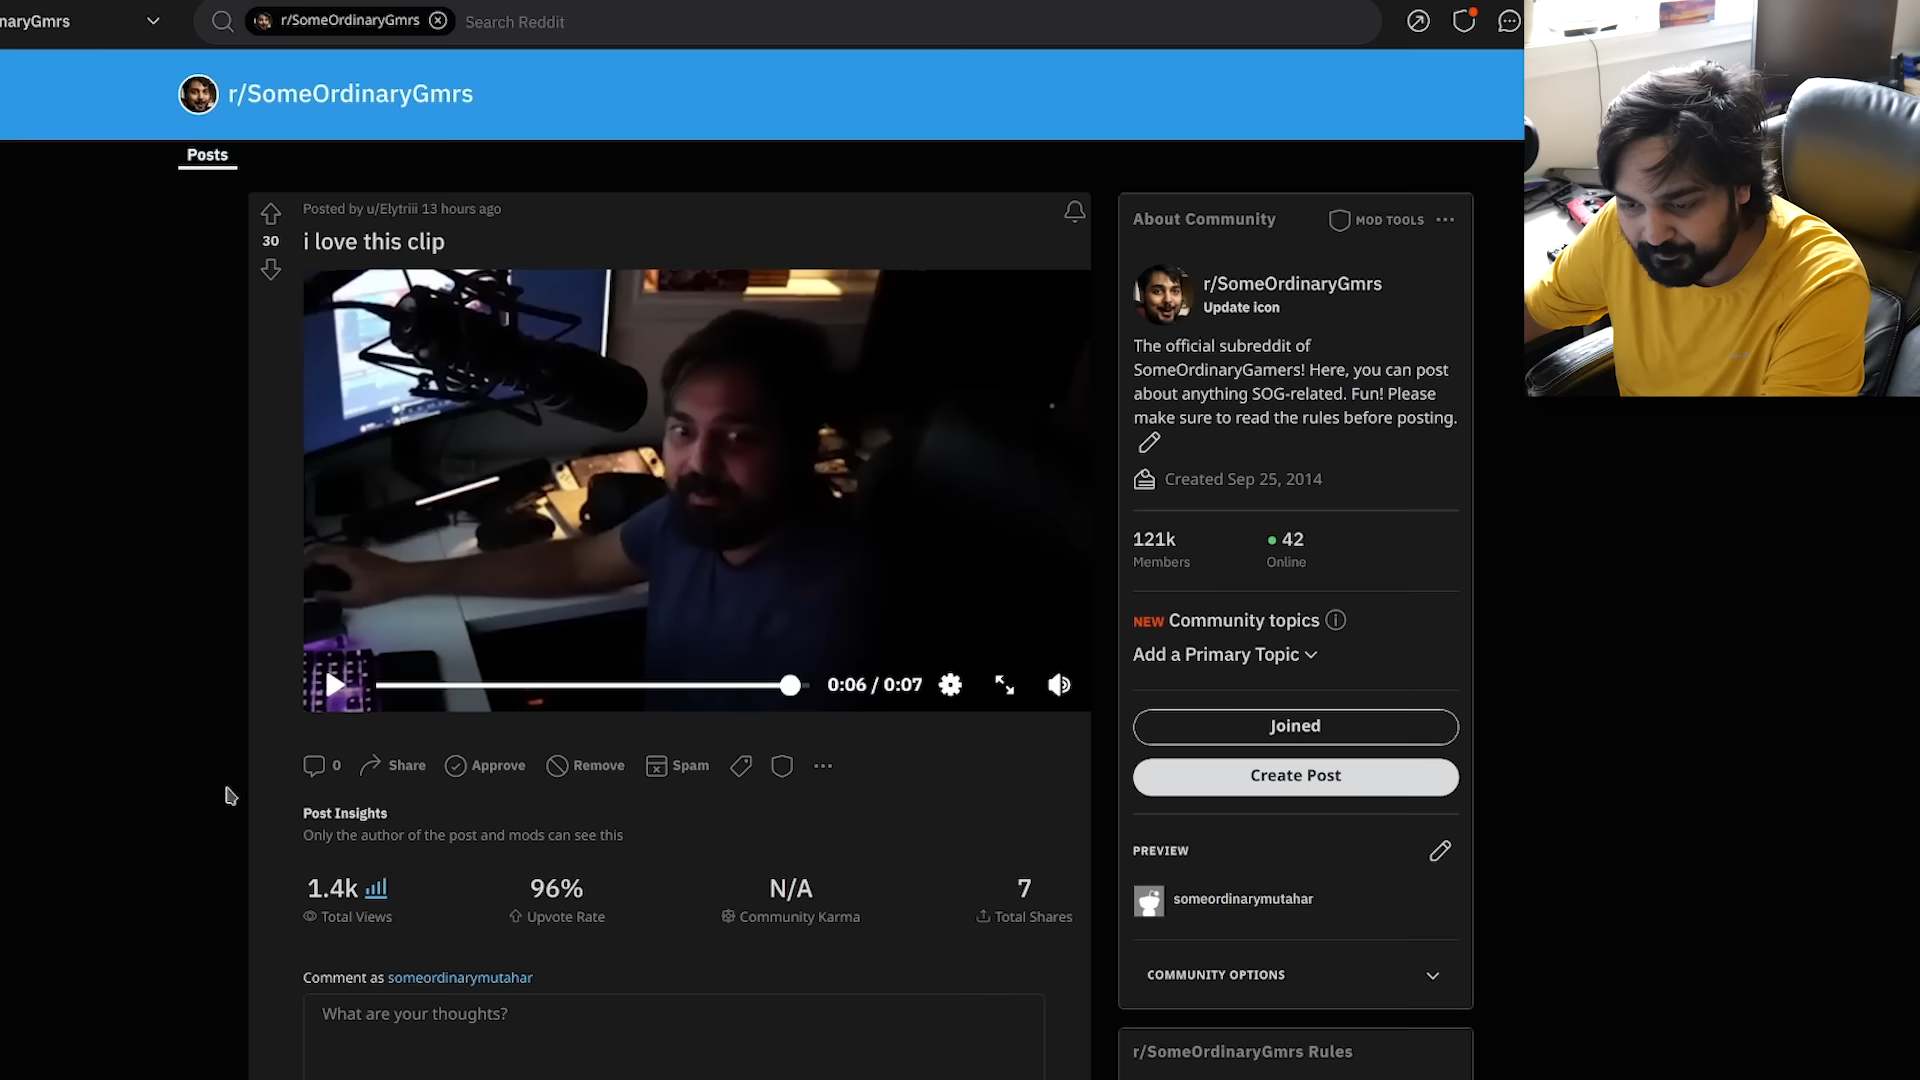 naryGmrs
r/SomeOrdinaryGmrs
Search Reddit
r/SomeOrdinaryGmrs
Posts
Posted by u/Elytriii 13 hours ago
30
i love this clip
0:06 / 0:07
0
Share
Approve
Remove
Spam
Post Insights
Only the author of the post and mods can see this
1.4k
Total Views
96%
Upvote Rate
N/A
Community Karma
7
Total Shares
Comment as someordinarymutahar
What are your thoughts?
About Community
MOD TOOLS
r/SomeOrdinaryGmrs
Update icon
The official subreddit of
SomeOrdinaryGamers! Here, you can post
about anything SOG-related. Fun! Please
make sure to read the rules before posting.
Created Sep 25, 2014
121k
Members
42
Online
NEW Community topics
Add a Primary Topic
Joined
Create Post
PREVIEW
someordinarymutahar
COMMUNITY OPTIONS
r/SomeOrdinaryGmrs Rules